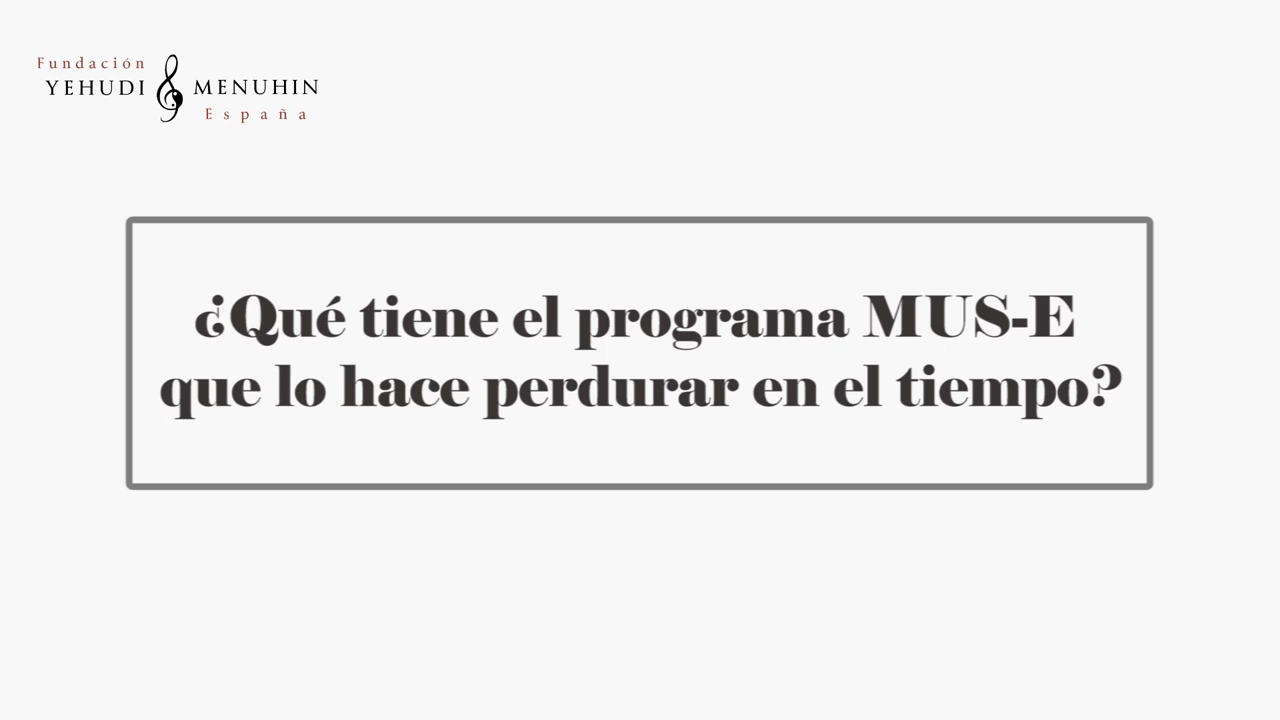 Fundación
YEHUDI MENUHIN
España
¿Qué tiene el programa MUS-E
que lo hace perdurar en el tiempo?